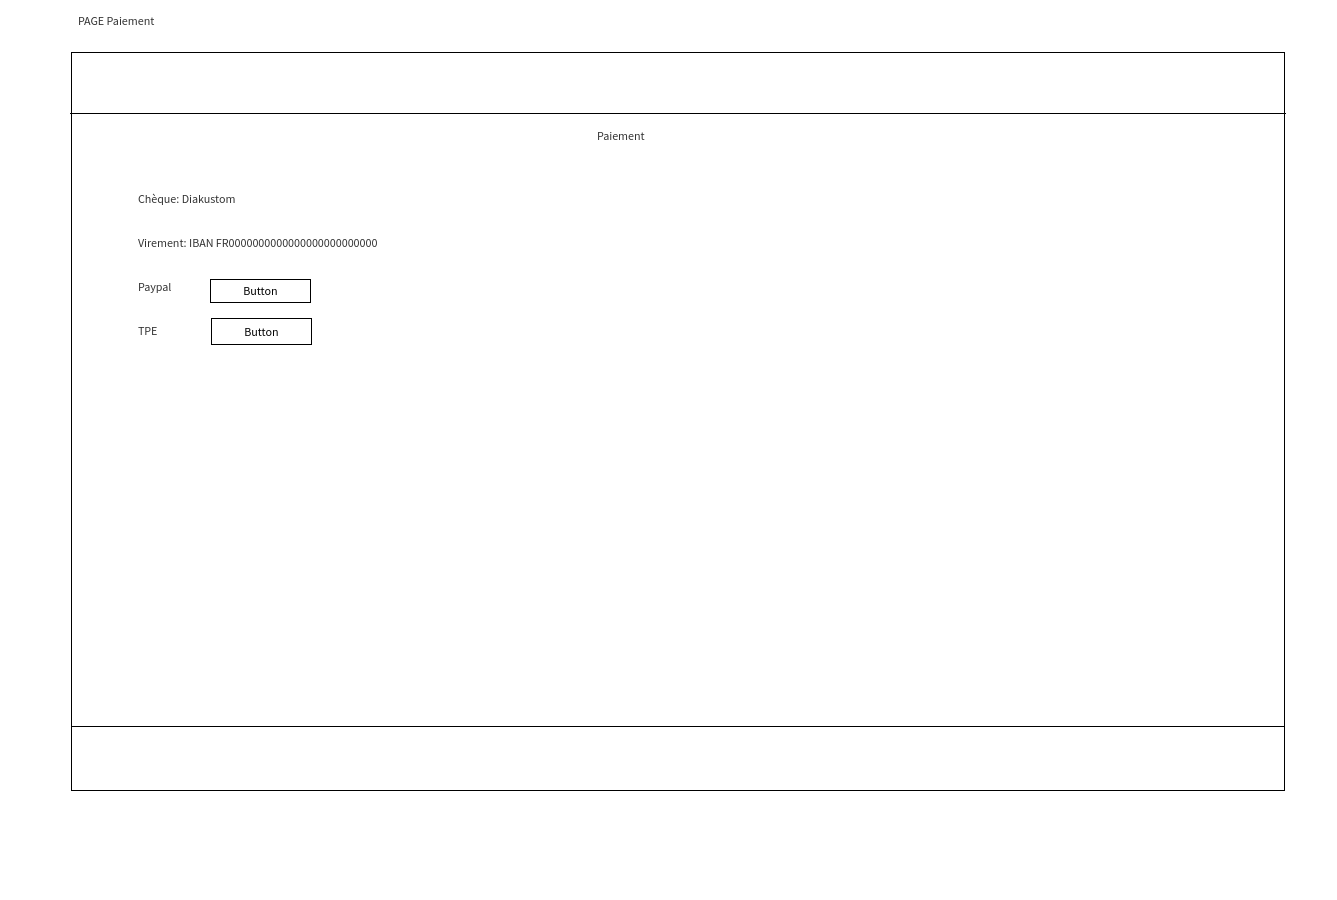 PAGE Paiement
Paiement
Chèque: Diakustom
Virement: IBAN FR0000000000000000000000000
Paypal
Button
TPE
Button